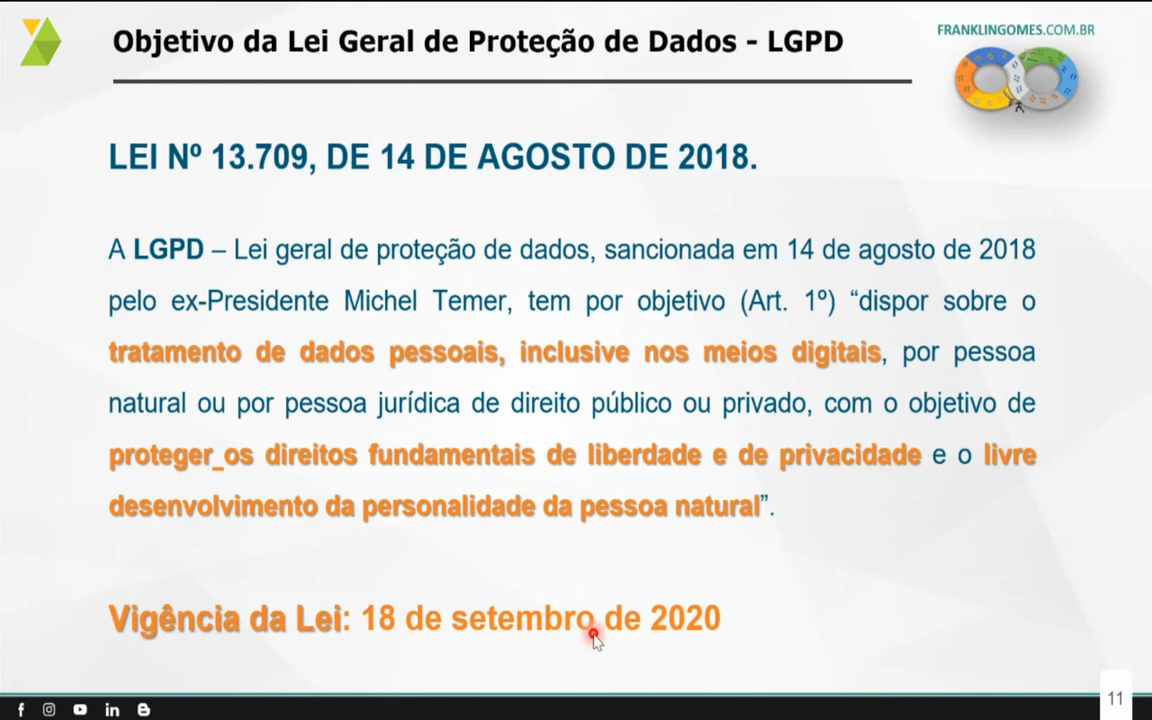 Objetivo da Lei Geral de Proteção de Dados - LGPD
FRANKLINGOMES.COM.BR
LEI Nº 13.709, DE 14 DE AGOSTO DE 2018.
A LGPD – Lei geral de proteção de dados, sancionada em 14 de agosto de 2018
pelo ex-Presidente Michel Temer, tem por objetivo (Art. 1º) “dispor sobre o
tratamento de dados pessoais, inclusive nos meios digitais, por pessoa
natural ou por pessoa jurídica de direito público ou privado, com o objetivo de
proteger_os direitos fundamentais de liberdade e de privacidade e o livre
desenvolvimento da personalidade da pessoa natural”.
Vigência da Lei: 18 de setembro de 2020
11